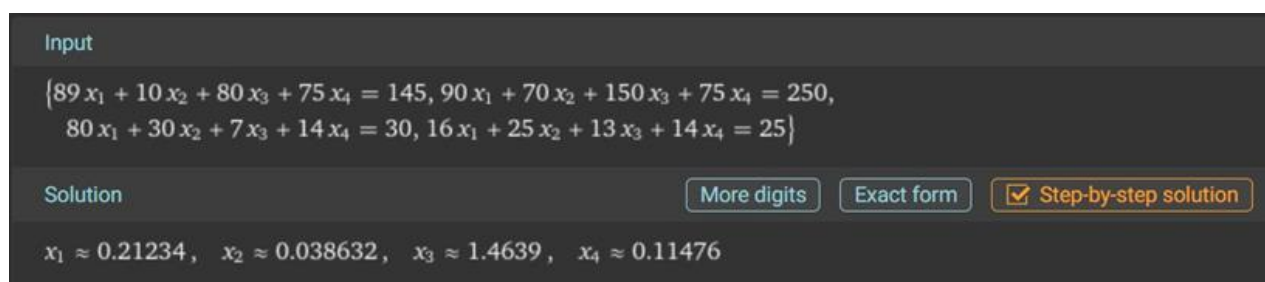 Input
{89 x₁ + 10 x₂ + 80 x₃ + 75 x₄ = 145, 90 x₁ + 70 x₂ + 150 x₃ + 75 x₄ = 250,
80 x₁ + 30 x₂ + 7 x₃ + 14 x₄ = 30, 16 x₁ + 25 x₂ + 13 x₃ + 14 x₄ = 25}
Solution More digits Exact form Step-by-step solution
x₁ ≈ 0.21234, x₂ ≈ 0.038632, x₃ ≈ 1.4639, x₄ ≈ 0.11476